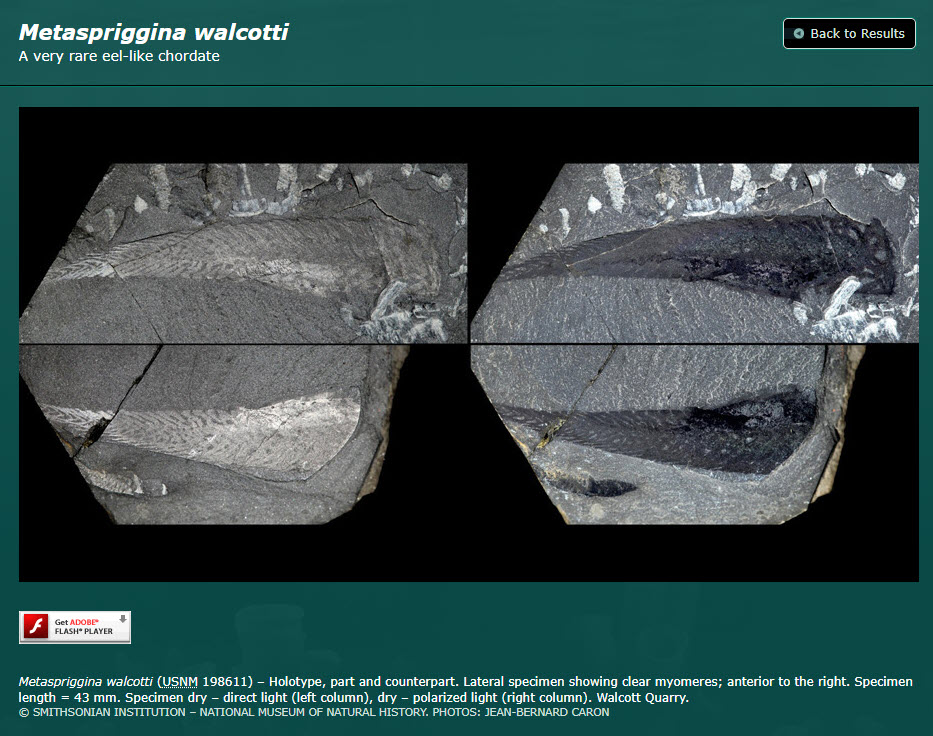 Metaspriggina walcotti
Back to Results
A very rare eel-like chordate
Get ADOBE®
FLASH® PLAYER
Metaspriggina walcotti (USNM 198611) – Holotype, part and counterpart. Lateral specimen showing clear myomeres; anterior to the right. Specimen
length = 43 mm. Specimen dry – direct light (left column), dry – polarized light (right column). Walcott Quarry.
© SMITHSONIAN INSTITUTION – NATIONAL MUSEUM OF NATURAL HISTORY. PHOTOS: JEAN-BERNARD CARON